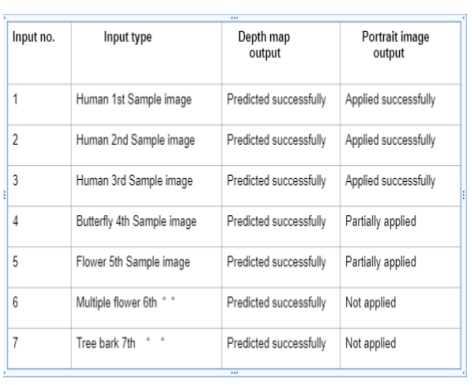 Input no. Input type Depth map output Portrait image output
1 Human 1st Sample image Predicted successfully Applied successfully
2 Human 2nd Sample image Predicted successfully Applied successfully
3 Human 3rd Sample image Predicted successfully Applied successfully
4 Butterfly 4th Sample image Predicted successfully Partially applied
5 Flower 5th Sample image Predicted successfully Partially applied
6 Multiple flower 6th “ “ Predicted successfully Not applied
7 Tree bark 7th “ “ Predicted successfully Not applied